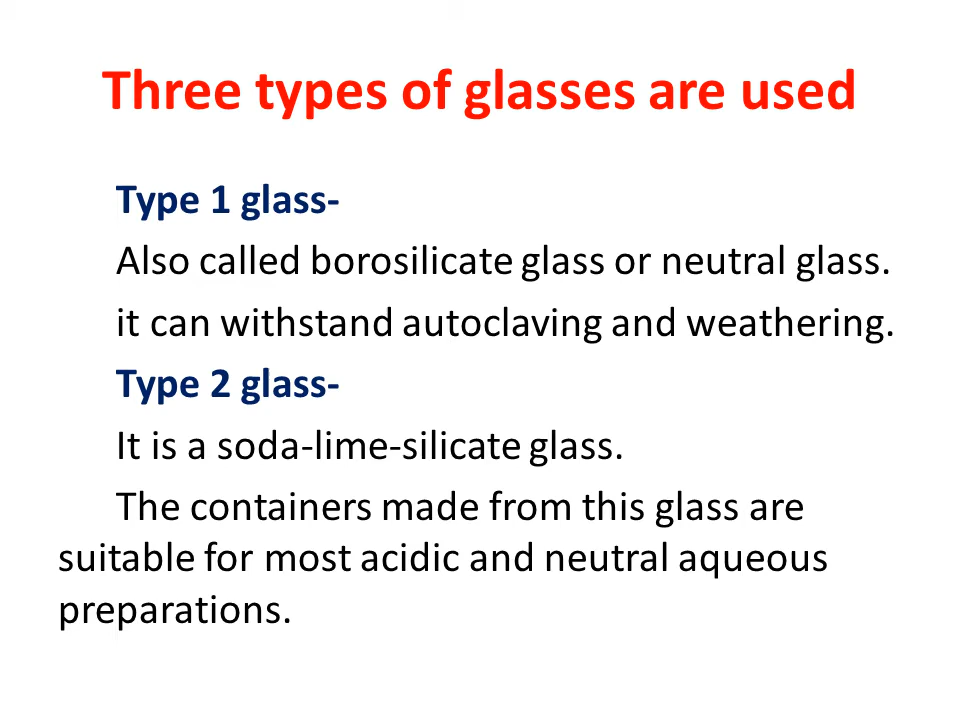 Three types of glasses are used
Type 1 glass-
Also called borosilicate glass or neutral glass.
it can withstand autoclaving and weathering.
Type 2 glass-
It is a soda-lime-silicate glass.
The containers made from this glass are
suitable for most acidic and neutral aqueous
preparations.